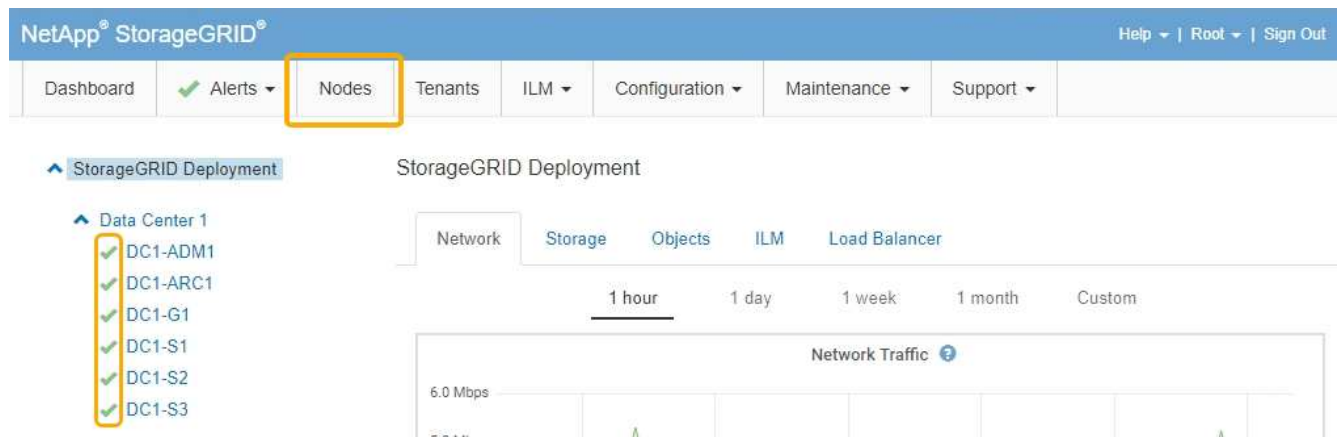 NetApp® StorageGRID®
Help | Root | Sign Out
Dashboard Alerts Nodes Tenants ILM Configuration Maintenance Support
StorageGRID Deployment
StorageGRID Deployment
Data Center 1
DC1-ADM1
DC1-ARC1
DC1-G1
DC1-S1
DC1-S2
DC1-S3
Network Storage Objects ILM Load Balancer
1 hour 1 day 1 week 1 month Custom
Network Traffic ?
6.0 Mbps